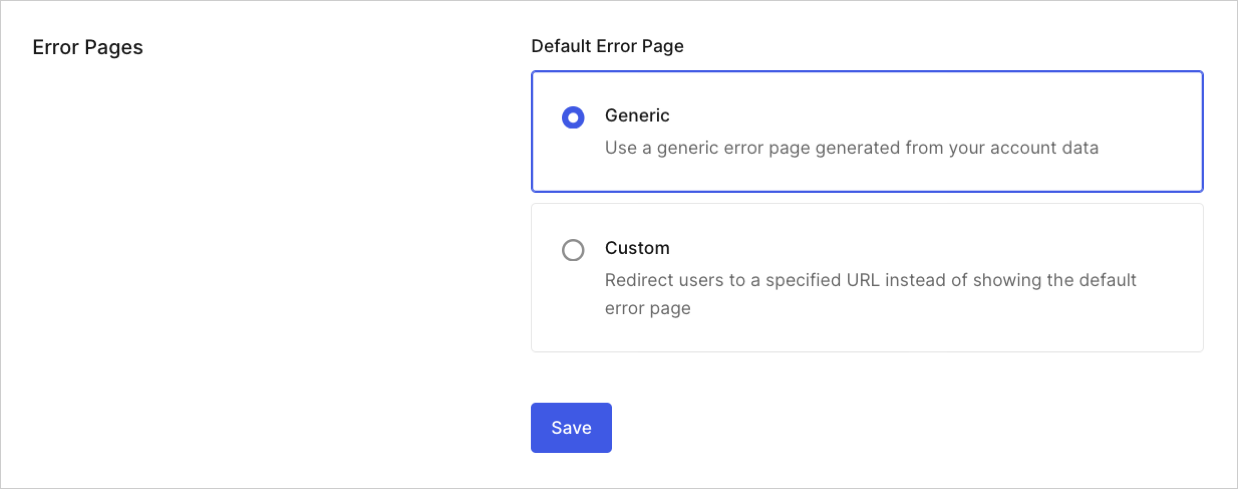 Error Pages
Default Error Page
Generic
Use a generic error page generated from your account data
Custom
Redirect users to a specified URL instead of showing the default
error page
Save